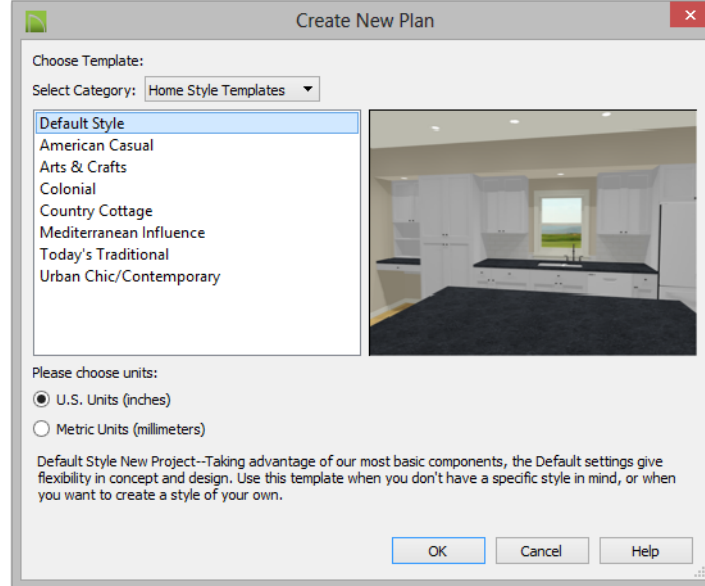 Create New Plan
Choose Template:
Select Category: Home Style Templates
Default Style
American Casual
Arts & Crafts
Colonial
Country Cottage
Mediterranean Influence
Today's Traditional
Urban Chic/Contemporary
Please choose units:
U.S. Units (inches)
Metric Units (millimeters)
Default Style New Project--Taking advantage of our most basic components, the Default settings give
flexibility in concept and design. Use this template when you don't have a specific style in mind, or when
you want to create a style of your own.
OK Cancel Help